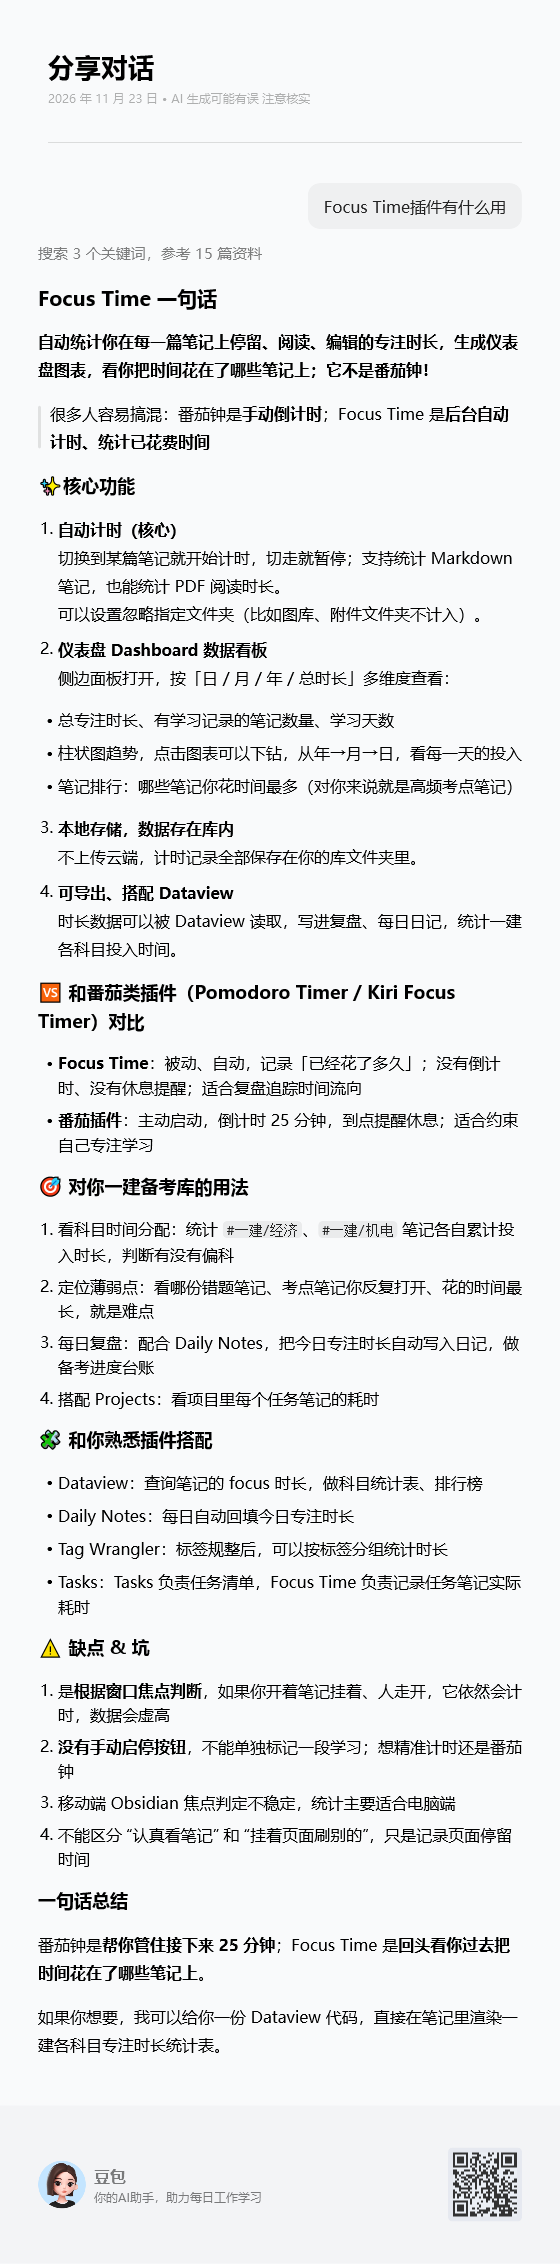 分享对话
2026 年 11 月 23 日 • AI 生成可能有误 注意核实
Focus Time插件有什么用
搜索 3 个关键词，参考 15 篇资料
Focus Time 一句话
自动统计你在每一篇笔记上停留、阅读、编辑的专注时长，生成仪表
盘图表，看你把时间花在了哪些笔记上；它不是番茄钟！
很多人容易搞混：番茄钟是手动倒计时；Focus Time 是后台自动
计时、统计已花费时间
✨核心功能
1. 自动计时（核心）
切换到某篇笔记就开始计时，切走就暂停；支持统计 Markdown
笔记，也能统计 PDF 阅读时长。
可以设置忽略指定文件夹（比如图库、附件文件夹不计入）。
2. 仪表盘 Dashboard 数据看板
侧边面板打开，按「日 / 月 / 年 / 总时长」多维度查看：
• 总专注时长、有学习记录的笔记数量、学习天数
• 柱状图趋势，点击图表可以下钻，从年→月→日，看每一天的投入
• 笔记排行：哪些笔记你花时间最多（对你来说就是高频考点笔记）
3. 本地存储，数据存在库内
不上传云端，计时记录全部保存在你的库文件夹里。
4. 可导出、搭配 Dataview
时长数据可以被 Dataview 读取，写进复盘、每日日记，统计一建
各科目投入时间。
🆚 和番茄类插件（Pomodoro Timer / Kiri Focus
Timer）对比
• Focus Time：被动、自动，记录「已经花了多久」；没有倒计
时、没有休息提醒；适合复盘追踪时间流向
• 番茄插件：主动启动，倒计时 25 分钟，到点提醒休息；适合约束
自己专注学习
🎯 对你一建备考库的用法
1. 看科目时间分配：统计 #一建/经济、#一建/机电 笔记各自累计投
入时长，判断有没有偏科
2. 定位薄弱点：看哪份错题笔记、考点笔记你反复打开、花的时间最
长，就是难点
3. 每日复盘：配合 Daily Notes，把今日专注时长自动写入日记，做
备考进度台账
4. 搭配 Projects：看项目里每个任务笔记的耗时
🧩 和你熟悉插件搭配
• Dataview：查询笔记的 focus 时长，做科目统计表、排行榜
• Daily Notes：每日自动回填今日专注时长
• Tag Wrangler：标签规整后，可以按标签分组统计时长
• Tasks：Tasks 负责任务清单，Focus Time 负责记录任务笔记实际
耗时
⚠️ 缺点 & 坑
1. 是根据窗口焦点判断，如果你开着笔记挂着、人走开，它依然会计
时，数据会虚高
2. 没有手动启停按钮，不能单独标记一段学习；想精准计时还是番茄
钟
3. 移动端 Obsidian 焦点判定不稳定，统计主要适合电脑端
4. 不能区分 “认真看笔记” 和 “挂着页面刷别的”，只是记录页面停留
时间
一句话总结
番茄钟是帮你管住接下来 25 分钟；Focus Time 是回头看你过去把
时间花在了哪些笔记上。
如果你想要，我可以给你一份 Dataview 代码，直接在笔记里渲染一
建各科目专注时长统计表。
豆包
你的AI助手，助力每日工作学习